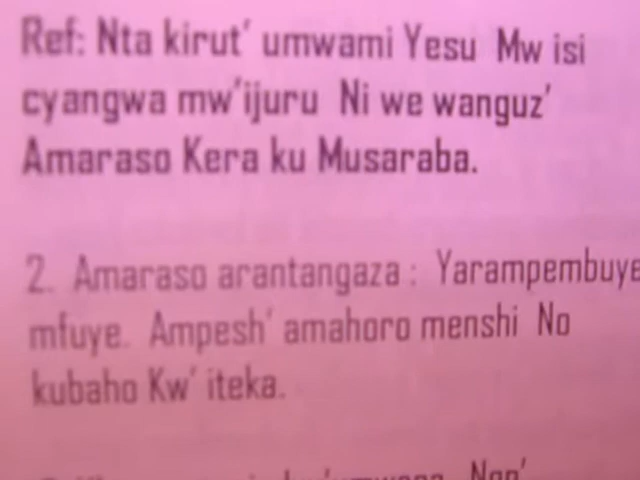 Ref: Nta kirut' umwami Yesu Mw isi
cyangwa mw'ijuru Ni we wanguz'
Amaraso Kera ku Musaraba.
2. Amaraso arantangaza : Yarampembuye
mfuye. Ampesh' amahoro menshi No
kubaho Kw' iteka.